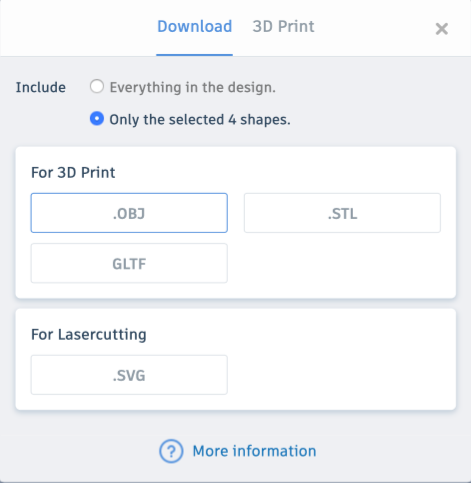 Download 3D Print ×
Include Everything in the design.
Only the selected 4 shapes.
For 3D Print
.OBJ .STL
GLTF
For Lasercutting
.SVG
? More information